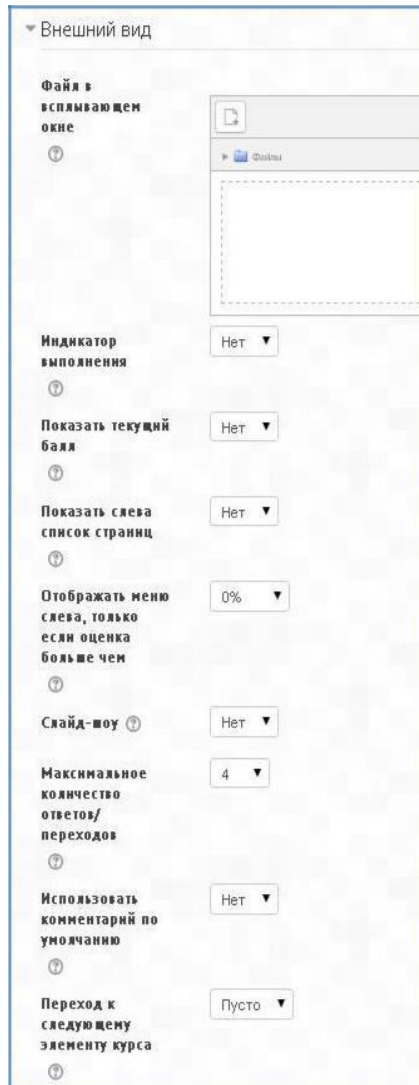 Внешний вид
Файл в
всплывающем
окне
Файлы
Индикатор
выполнения
Нет
Показать текущий
балл
Нет
Показать слева
список страниц
Нет
Отображать меню
слева, только
если оценка
больше чем
0%
Слайд-шоу
Нет
Максимальное
количество
ответов/
переходов
4
Использовать
комментарий по
умолчанию
Нет
Переход к
следующему
элементу курса
Пусто